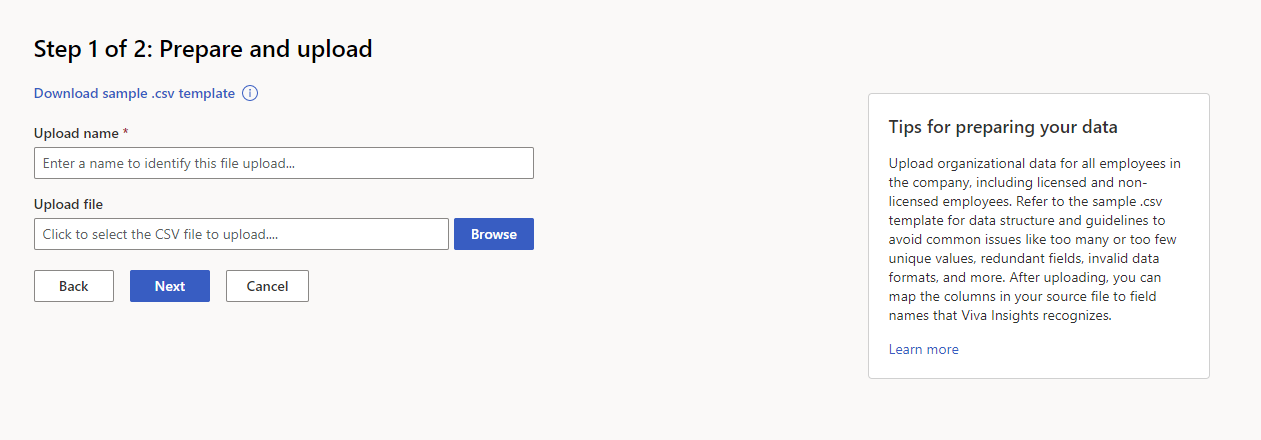 Step 1 of 2: Prepare and upload
Download sample .csv template
Upload name *
Enter a name to identify this file upload...
Upload file
Click to select the CSV file to upload....
Browse
Back
Next
Cancel
Tips for preparing your data
Upload organizational data for all employees in
the company, including licensed and non-
licensed employees. Refer to the sample .csv
template for data structure and guidelines to
avoid common issues like too many or too few
unique values, redundant fields, invalid data
formats, and more. After uploading, you can
map the columns in your source file to field
names that Viva Insights recognizes.
Learn more